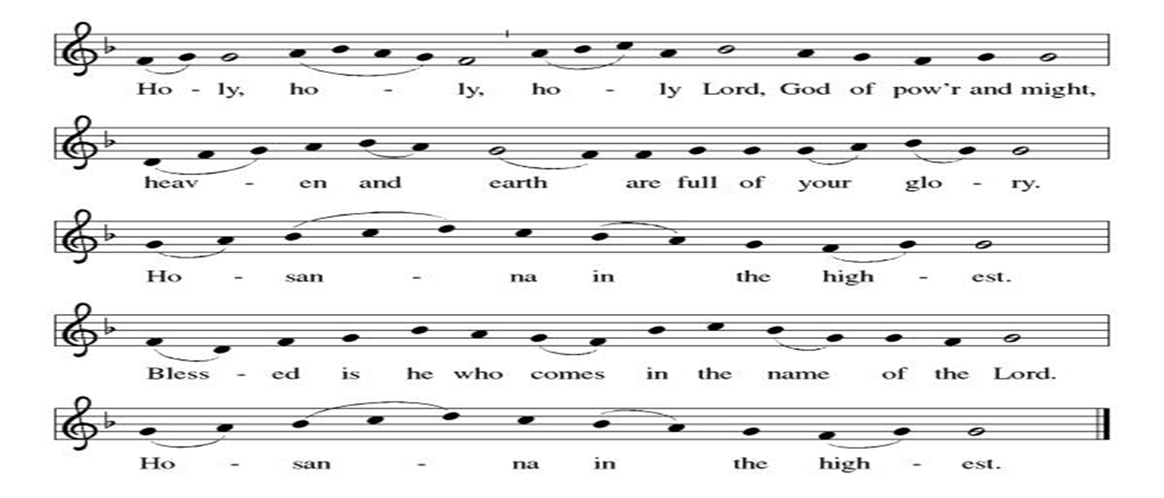 Ho - ly, ho - ly, ho - ly Lord, God of pow'r and might,
heav - en and earth are full of your glo - ry.
Ho - san - na in the high - est.
Bless - ed is he who comes in the name of the Lord.
Ho - san - na in the high - est.